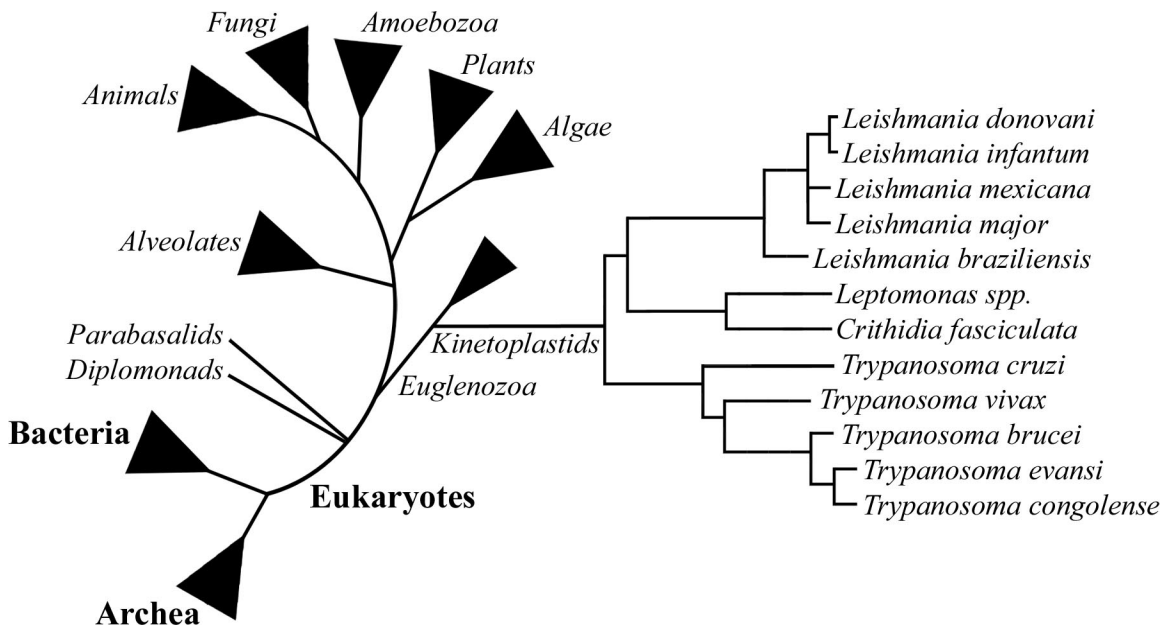 Fungi
Amoebozoa
Plants
Animals
Algae
Alveolates
Parabasalids
Diplomonads
Kinetoplastids
Euglenozoa
Bacteria
Eukaryotes
Archea
Leishmania donovani
Leishmania infantum
Leishmania mexicana
Leishmania major
Leishmania braziliensis
Leptomonas spp.
Crithidia fasciculata
Trypanosoma cruzi
Trypanosoma vivax
Trypanosoma brucei
Trypanosoma evansi
Trypanosoma congolense